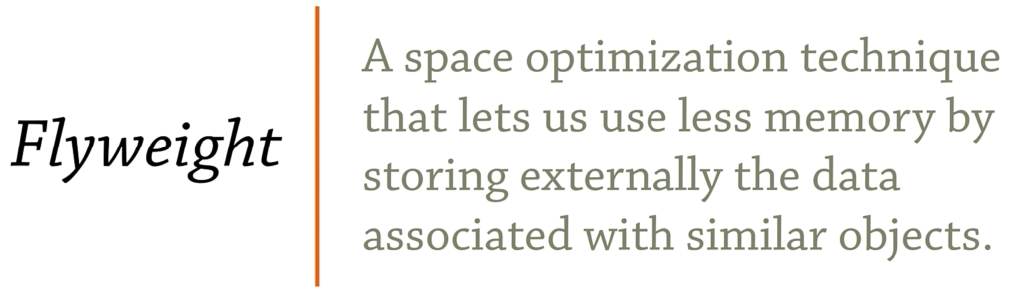 Flyweight
A space optimization technique
that lets us use less memory by
storing externally the data
associated with similar objects.